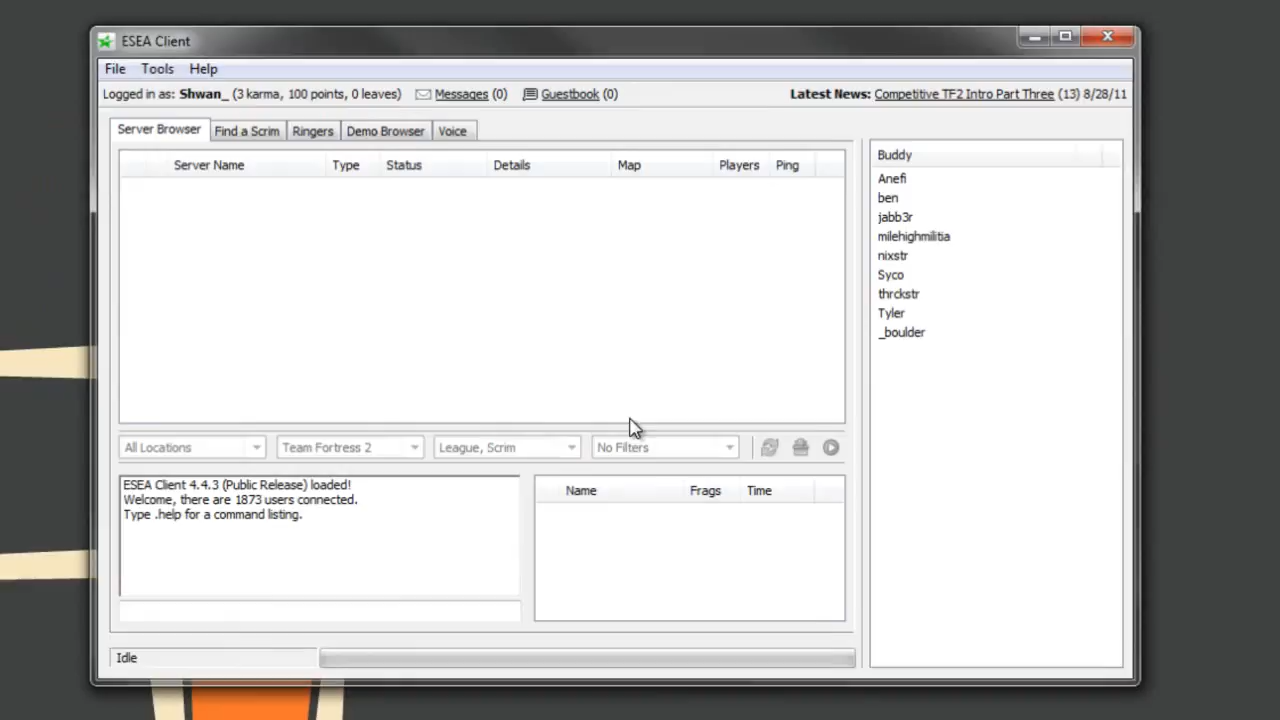 ESEA Client
File Tools Help
Logged in as: Shwan_ (3 karma, 100 points, 0 leaves) Messages (0) Guestbook (0) Latest News: Competitive TF2 Intro Part Three (13) 8/28/11
Server Browser Find a Scrim Ringers Demo Browser Voice
Server Name Type Status Details Map Players Ping
Buddy
Anefi
ben
jabb3r
milehighmilitia
nixstr
Syco
thrckstr
Tyler
_boulder
All Locations Team Fortress 2 League, Scrim No Filters
ESEA Client 4.4.3 (Public Release) loaded!
Welcome, there are 1873 users connected.
Type .help for a command listing.
Name Frags Time
Idle